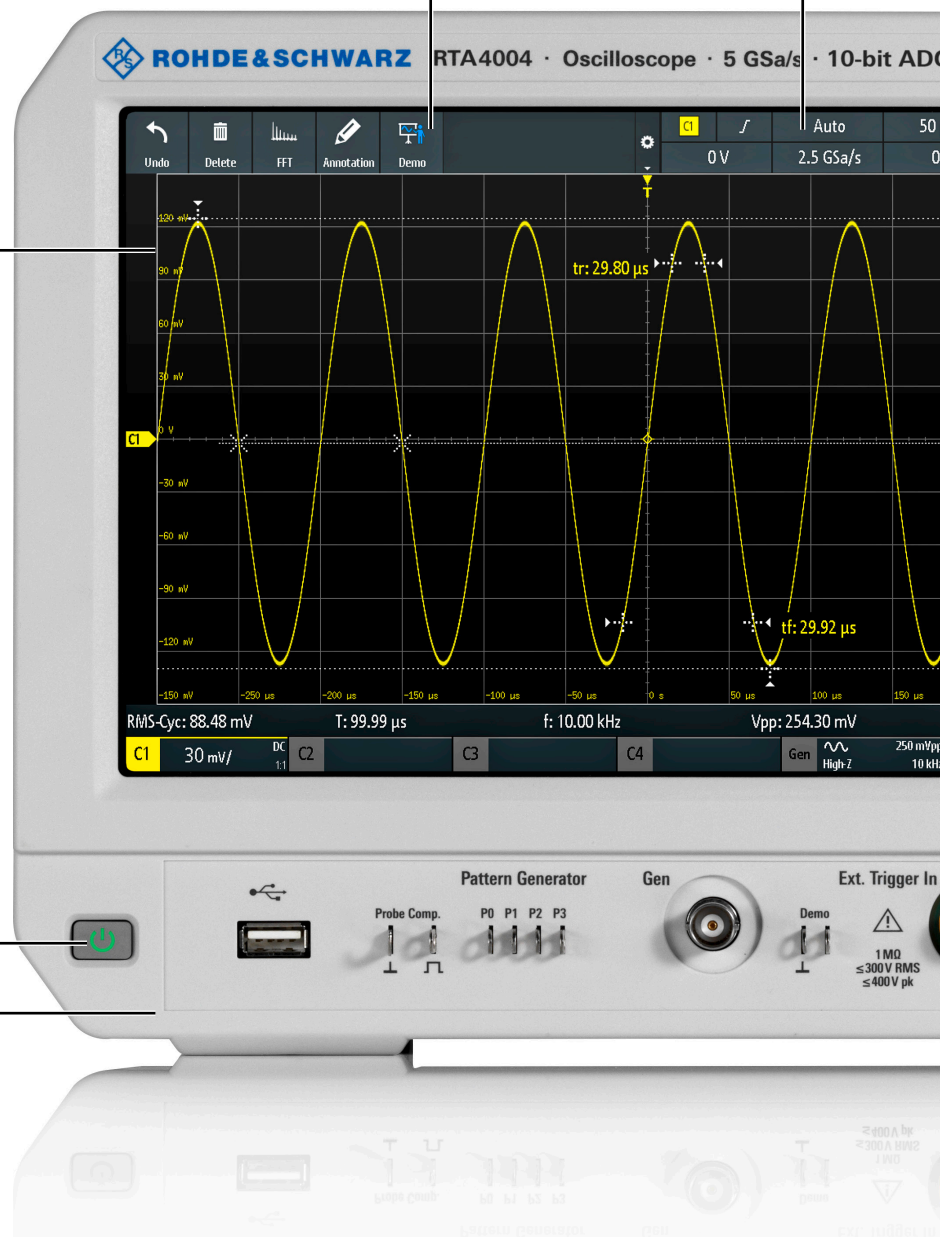 ROHDE & SCHWARZ RTA4004 · Oscilloscope · 5 GSa/s · 10-bit ADC
Undo Delete FFT Annotation Demo
C1 Auto 50
0 V 2.5 GSa/s 0
T
120 mV
90 mV
tr: 29.80 µs
60 mV
30 mV
C1 0 V
-30 mV
-60 mV
-90 mV
-120 mV
tf: 29.92 µs
-150 mV -250 µs -200 µs -150 µs -100 µs -50 µs 0 s 50 µs 100 µs 150 µs
RMS-Cyc: 88.48 mV T: 99.99 µs f: 10.00 kHz Vpp: 254.30 mV
C1 30 mV/ DC 1:1 C2 C3 C4 Gen High-Z 250 mVpp 10 kHz
Pattern Generator Gen Ext. Trigger In
Probe Comp. P0 P1 P2 P3 Demo
1 MΩ
≤300 V RMS
≤400 V pk